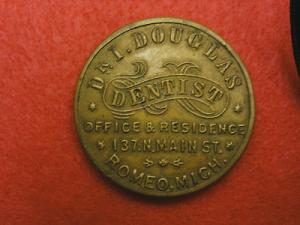 DR I. DOUGLAS
DENTIST
OFFICE & RESIDENCE
137. N. MAIN ST.
ROMEO, MICH.